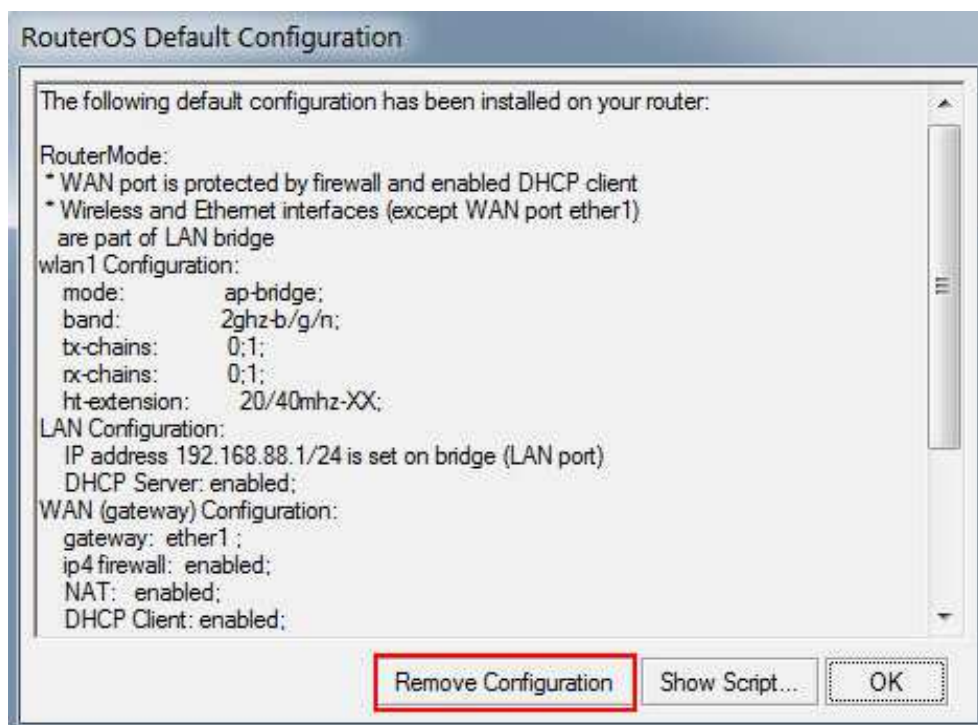 RouterOS Default Configuration
The following default configuration has been installed on your router:
RouterMode:
* WAN port is protected by firewall and enabled DHCP client
* Wireless and Ethernet interfaces (except WAN port ether1)
are part of LAN bridge
wlan1 Configuration:
mode: ap-bridge;
band: 2ghz-b/g/n;
tx-chains: 0;1;
rx-chains: 0;1;
ht-extension: 20/40mhz-XX;
LAN Configuration:
IP address 192.168.88.1/24 is set on bridge (LAN port)
DHCP Server: enabled;
WAN (gateway) Configuration:
gateway: ether1 ;
ip4 firewall: enabled;
NAT: enabled;
DHCP Client: enabled;
Remove Configuration Show Script... OK